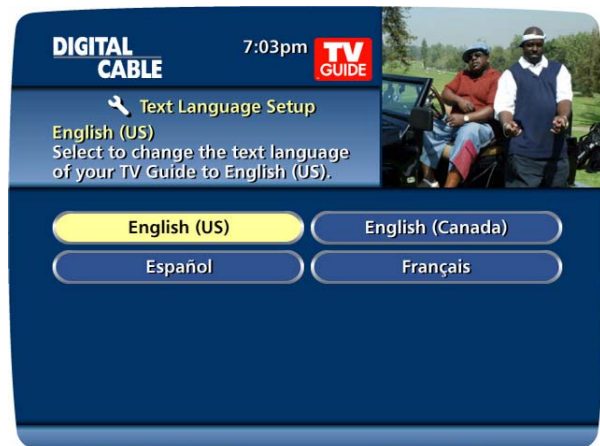 DIGITAL
CABLE
7:03pm
TV
GUIDE
Text Language Setup
English (US)
Select to change the text language
of your TV Guide to English (US).
English (US)
English (Canada)
Español
Français